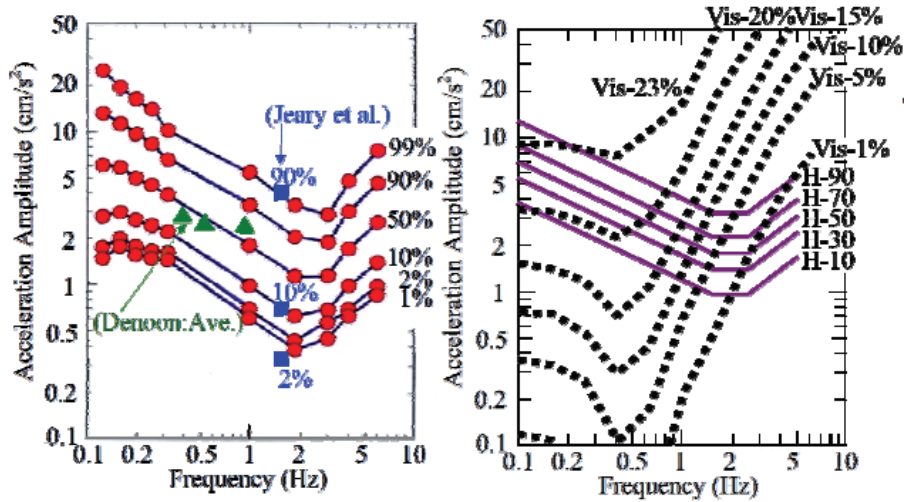 Acceleration Amplitude (cm/s²)
50
20
10
5
2
1
0.5
0.2
0.1
0.1
0.2
0.5
1
2
5
10
Frequency (Hz)
(Jeary et al.)
90%
10%
2%
(Denoon:Ave.)
99%
90%
50%
10%
2%
1%
Acceleration Amplitude (cm/s²)
50
20
10
5
2
1
0.5
0.2
0.1
0.1
0.2
0.5
1
2
5
10
Frequency (Hz)
Vis-20%
Vis-15%
Vis-10%
Vis-5%
Vis-23%
Vis-1%
H-90
H-70
H-50
H-30
H-10